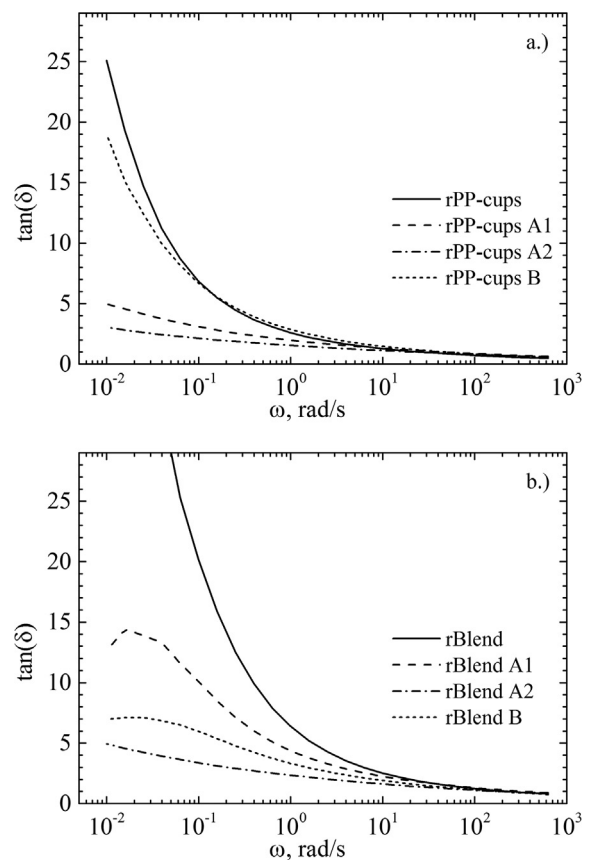 a.)
25
20
15
10
5
0
tan(δ)
rPP-cups
rPP-cups A1
rPP-cups A2
rPP-cups B
10⁻² 10⁻¹ 10⁰ 10¹ 10² 10³
ω, rad/s
b.)
25
20
15
10
5
0
tan(δ)
rBlend
rBlend A1
rBlend A2
rBlend B
10⁻² 10⁻¹ 10⁰ 10¹ 10² 10³
ω, rad/s